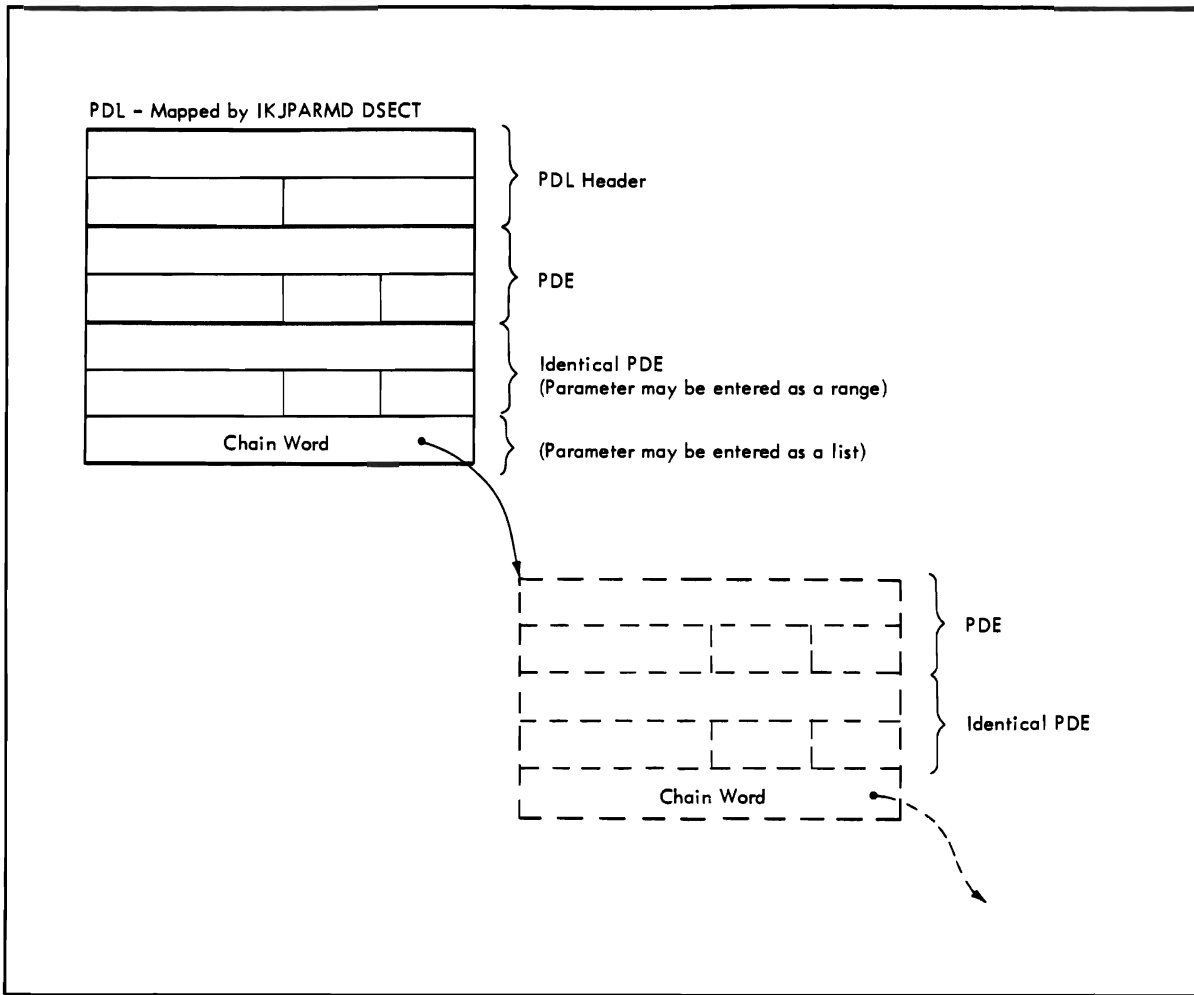 PDL - Mapped by IKJPARMD DSECT
PDL Header
PDE
Identical PDE
(Parameter may be entered as a range)
Chain Word
(Parameter may be entered as a list)
PDE
Identical PDE
Chain Word